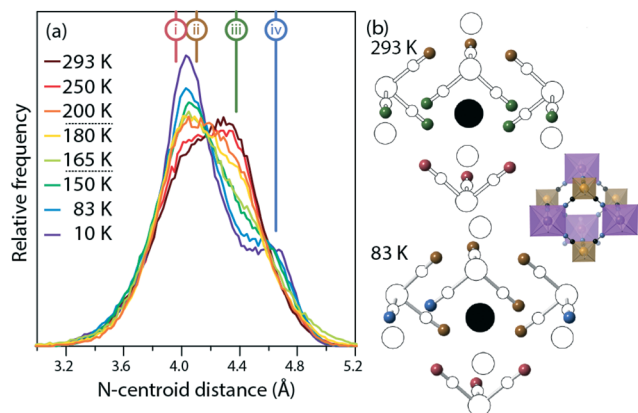 (a)
i ii iii iv
293 K
250 K
200 K
180 K
165 K
150 K
83 K
10 K
Relative frequency
3.2 3.6 4.0 4.4 4.8 5.2
N-centroid distance (Å)
(b)
293 K
83 K